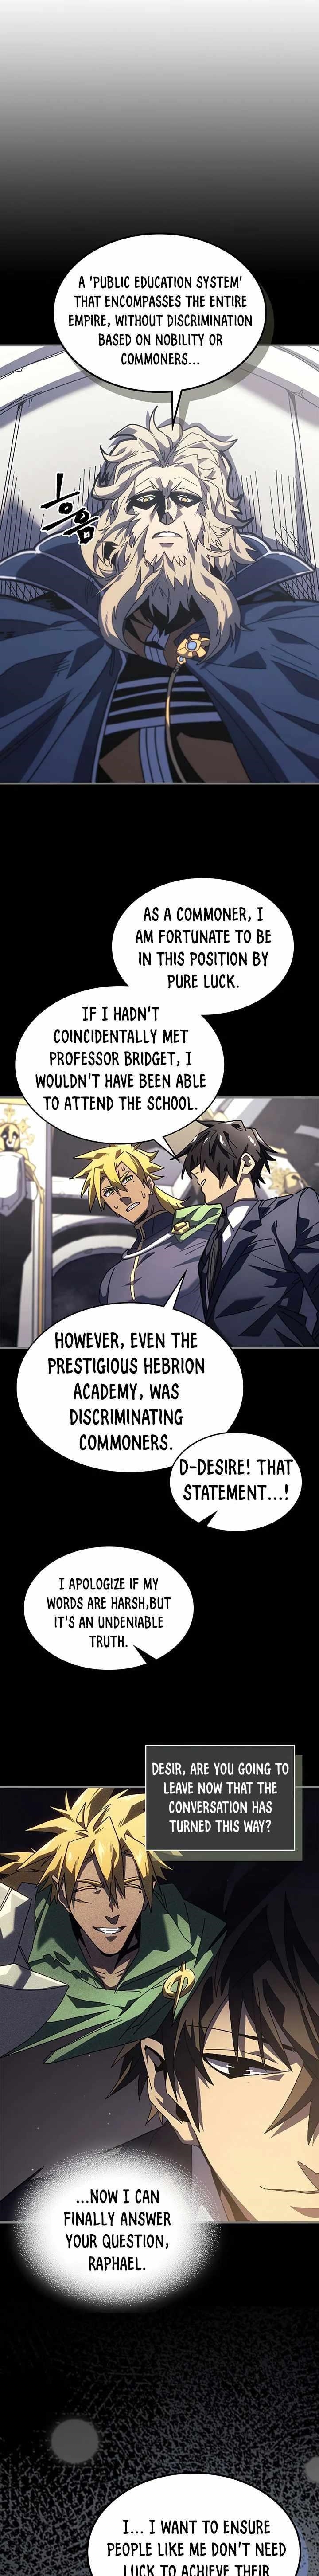 A 'PUBLIC EDUCATION SYSTEM'
THAT ENCOMPASSES THE ENTIRE
EMPIRE, WITHOUT DISCRIMINATION
BASED ON NOBILITY OR
COMMONERS...
흐음
AS A COMMONER, I
AM FORTUNATE TO BE
IN THIS POSITION BY
PURE LUCK.
IF I HADN'T
COINCIDENTALLY MET
PROFESSOR BRIDGET, I
WOULDN'T HAVE BEEN ABLE
TO ATTEND THE SCHOOL.
HOWEVER, EVEN THE
PRESTIGIOUS HEBRION
ACADEMY, WAS
DISCRIMINATING
COMMONERS.
D-DESIRE! THAT
STATEMENT...!
I APOLOGIZE IF MY
WORDS ARE HARSH,BUT
IT'S AN UNDENIABLE
TRUTH.
DESIR, ARE YOU GOING TO
LEAVE NOW THAT THE
CONVERSATION HAS
TURNED THIS WAY?
...NOW I CAN
FINALLY ANSWER
YOUR QUESTION,
RAPHAEL.
I... I WANT TO ENSURE
PEOPLE LIKE ME DON'T NEED
LUCK TO ACHIEVE THEIR